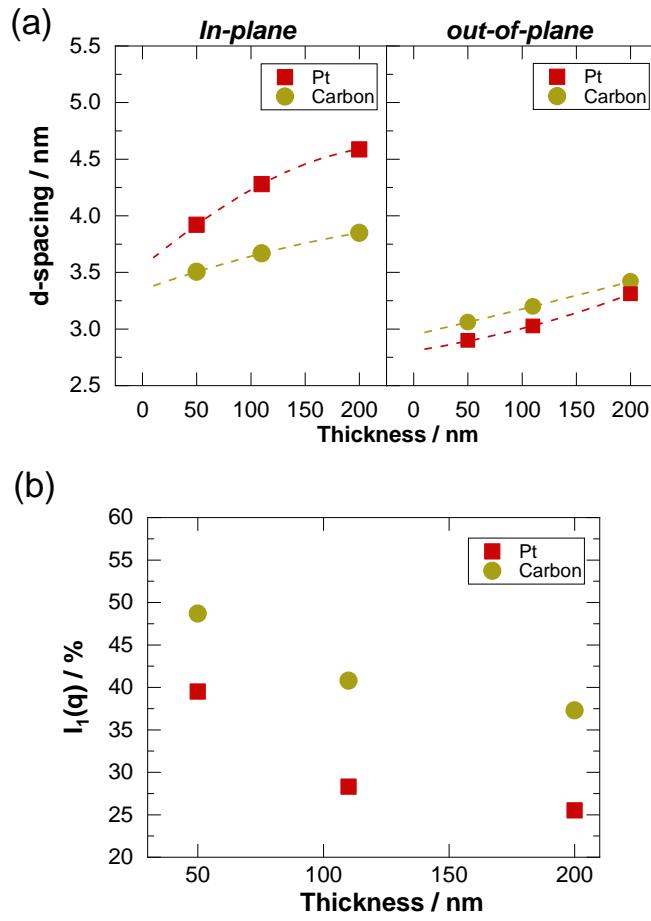 (a)
In-plane
out-of-plane
5.5
5.0
4.5
4.0
3.5
3.0
2.5
d-spacing / nm
Pt
Carbon
Pt
Carbon
0 50 100 150 200
0 50 100 150 200
Thickness / nm
(b)
60
55
50
45
40
35
30
25
20
I₁(q) / %
Pt
Carbon
50 100 150 200
Thickness / nm